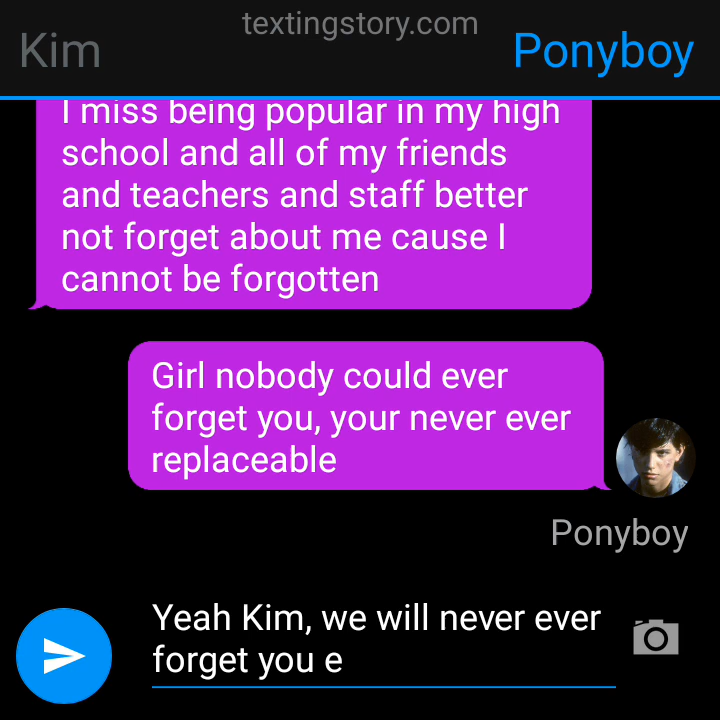 textingstory.com
Kim
Ponyboy
I miss being popular in my high
school and all of my friends
and teachers and staff better
not forget about me cause I
cannot be forgotten
Girl nobody could ever
forget you, your never ever
replaceable
Ponyboy
Yeah Kim, we will never ever
forget you e